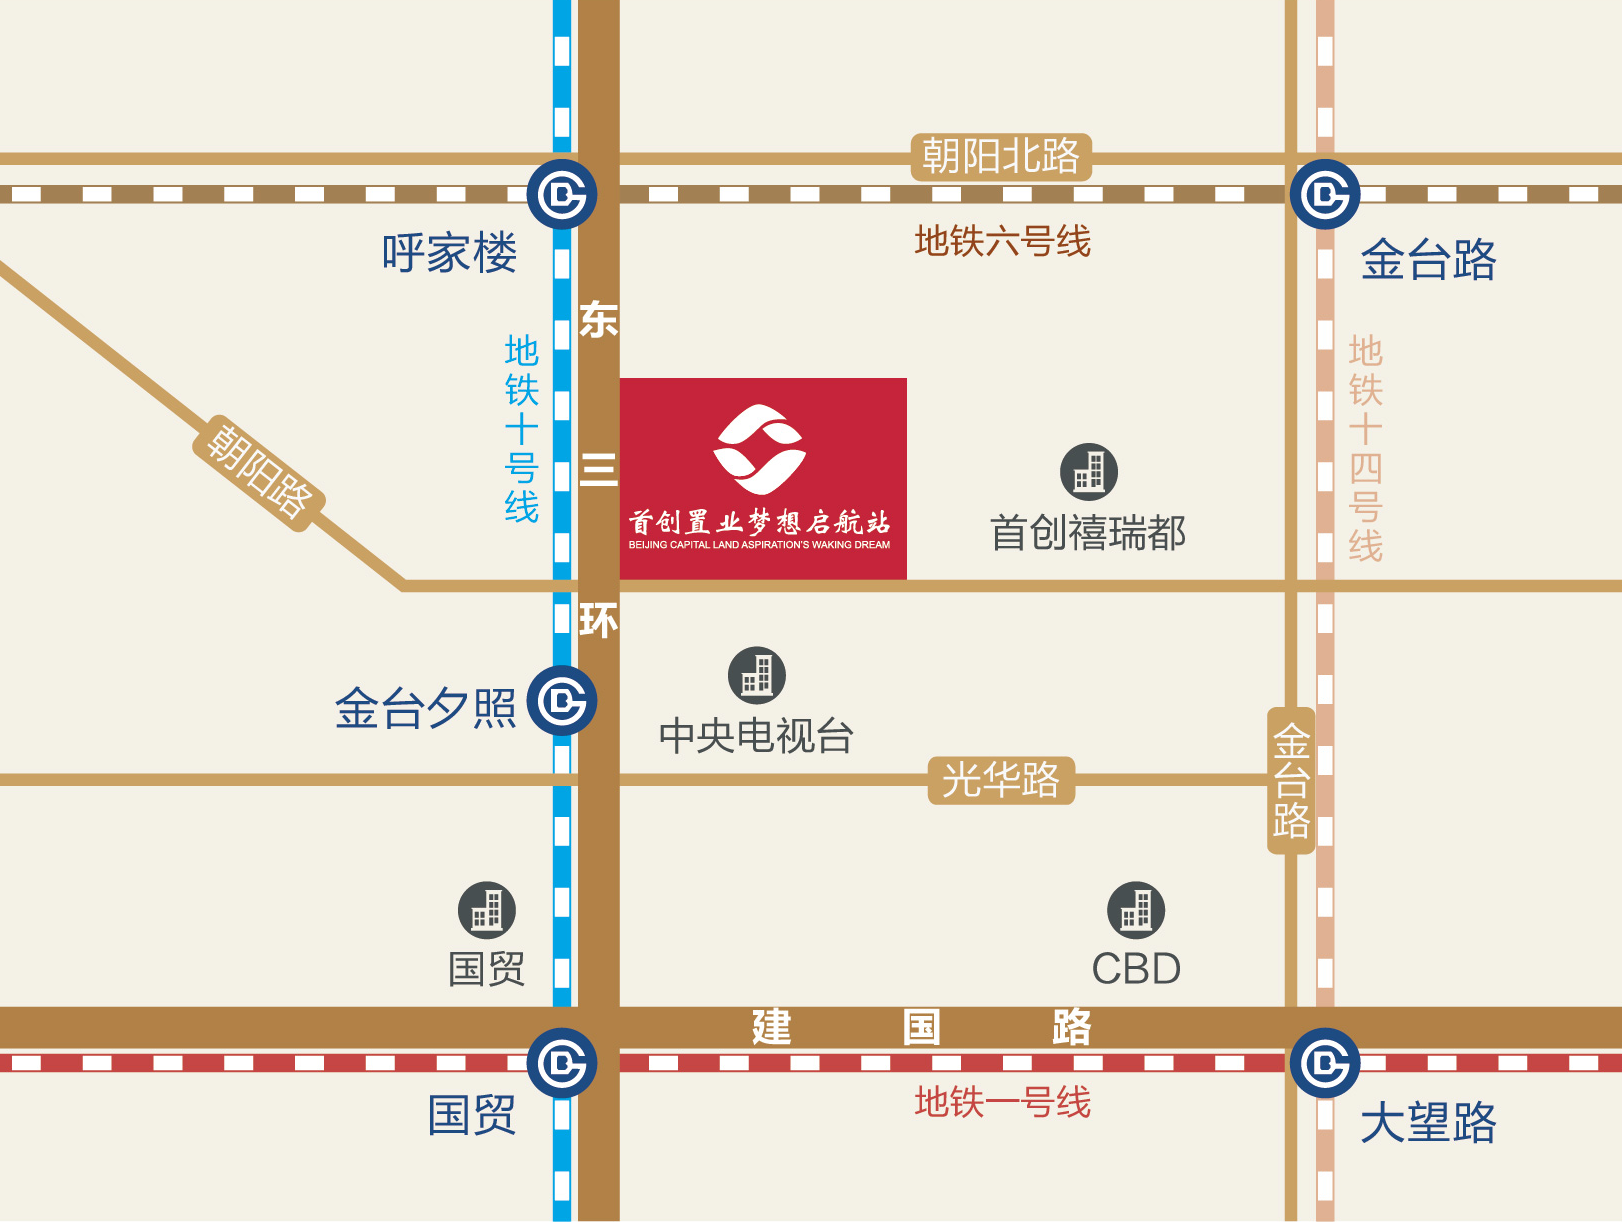 朝阳北路
地铁六号线
呼家楼
金台路
东三环
地铁十号线
地铁十四号线
朝阳路
首创置业梦想启航站
BEIJING CAPITAL LAND ASPIRATION'S WAKING DREAM
首创禧瑞都
金台夕照
中央电视台
光华路
金台路
国贸
CBD
建国路
地铁一号线
国贸
大望路